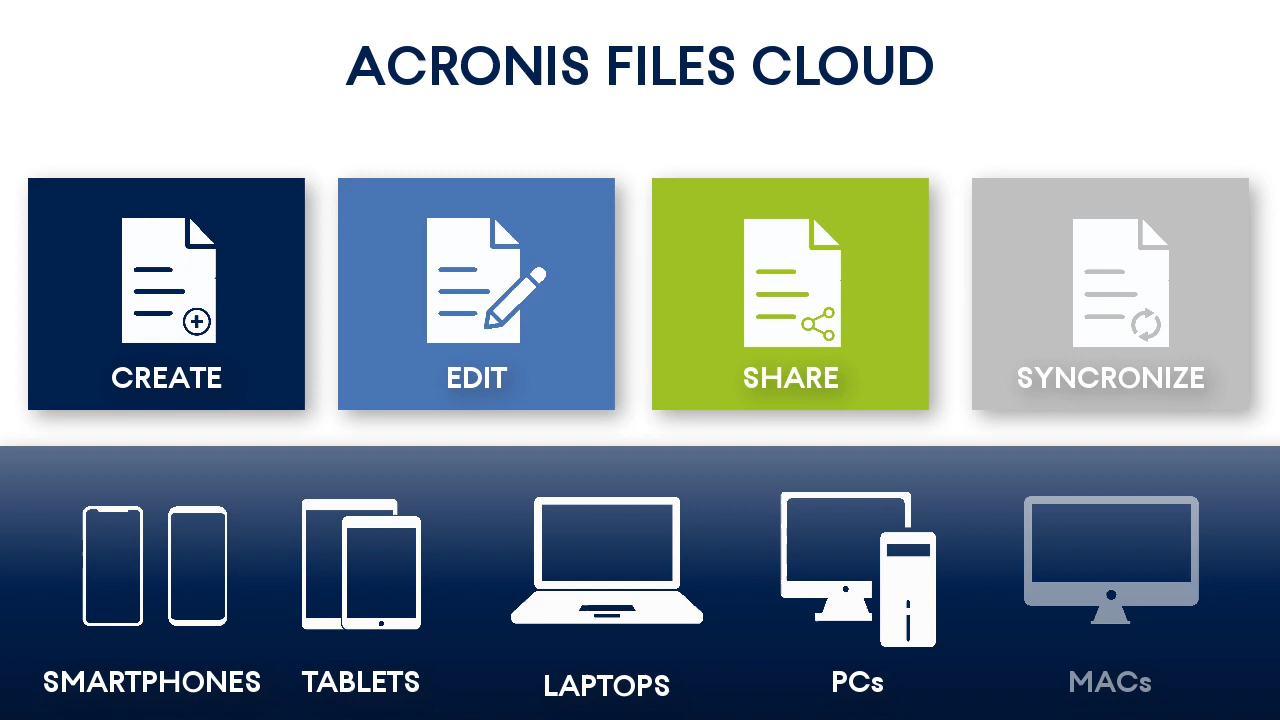 ACRONIS FILES CLOUD
CREATE
EDIT
SHARE
SYNCRONIZE
SMARTPHONES
TABLETS
LAPTOPS
PCs
MACs